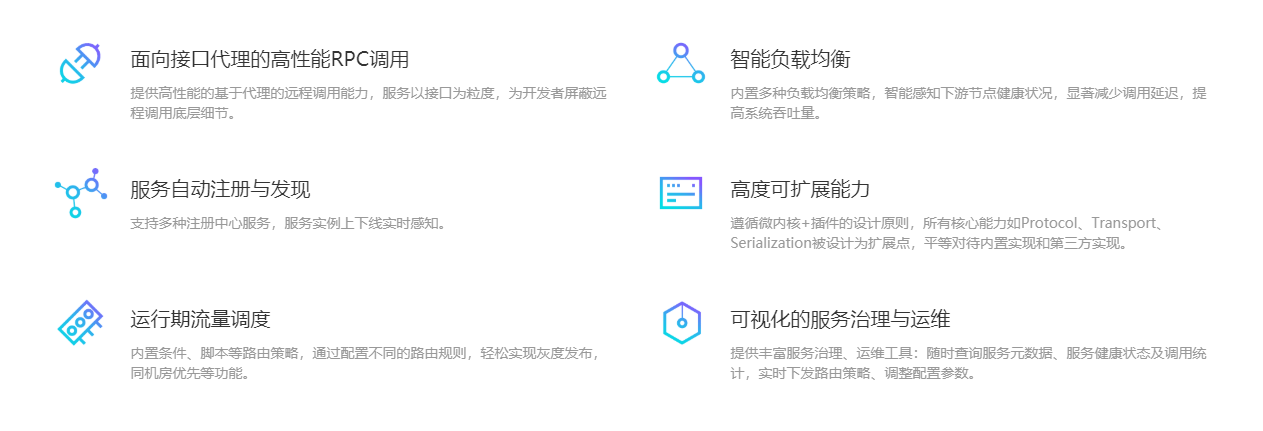 面向接口代理的高性能RPC调用
提供高性能的基于代理的远程调用能力，服务以接口为粒度，为开发者屏蔽远
程调用底层细节。
智能负载均衡
内置多种负载均衡策略，智能感知下游节点健康状况，显著减少调用延迟，提
高系统吞吐量。
服务自动注册与发现
支持多种注册中心服务，服务实例上下线实时感知。
高度可扩展能力
遵循微内核+插件的设计原则，所有核心能力如Protocol、Transport、
Serialization被设计为扩展点，平等对待内置实现和第三方实现。
运行期流量调度
内置条件、脚本等路由策略，通过配置不同的路由规则，轻松实现灰度发布，
同机房优先等功能。
可视化的服务治理与运维
提供丰富服务治理、运维工具：随时查询服务元数据、服务健康状态及调用统
计，实时下发路由策略、调整配置参数。